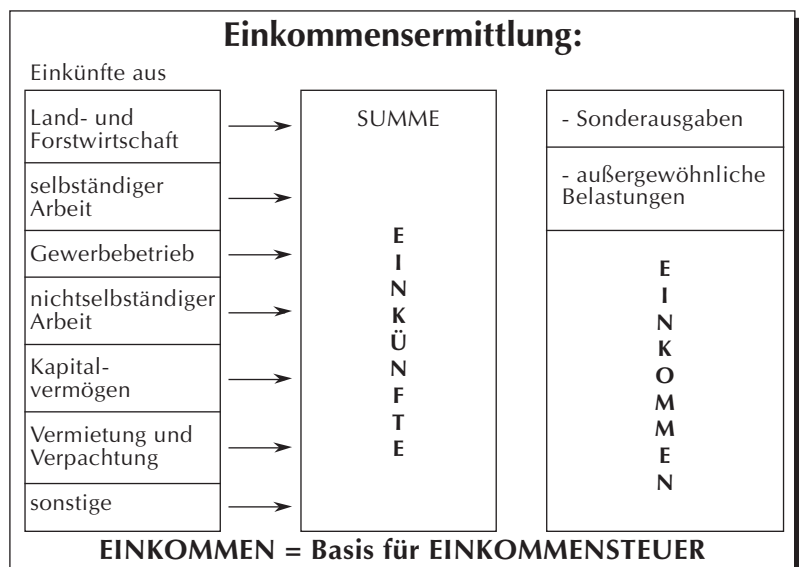 Einkommensermittlung:
Einkünfte aus
Land- und
Forstwirtschaft
selbständiger
Arbeit
Gewerbebetrieb
nichtselbständiger
Arbeit
Kapital-
vermögen
Vermietung und
Verpachtung
sonstige
SUMME
E
I
N
K
Ü
N
F
T
E
- Sonderausgaben
- außergewöhnliche
Belastungen
E
I
N
K
O
M
M
E
N
EINKOMMEN = Basis für EINKOMMENSTEUER